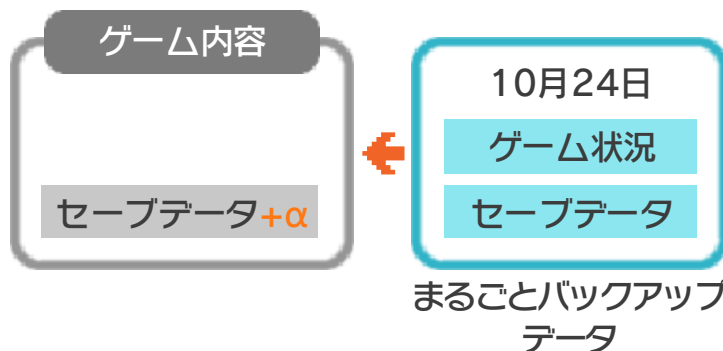 ゲーム内容
セーブデータ+α
10月24日
ゲーム状況
セーブデータ
まるごとバックアップ
データ